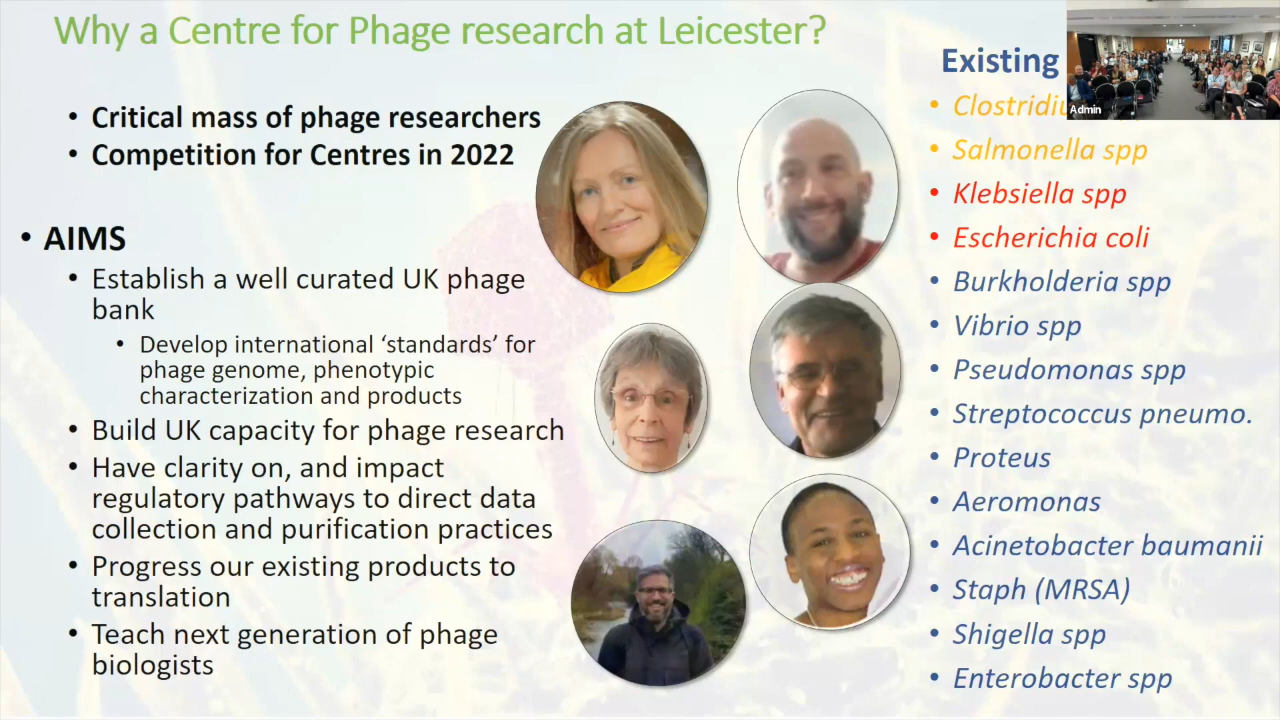 Why a Centre for Phage research at Leicester?
• Critical mass of phage researchers
• Competition for Centres in 2022
• AIMS
• Establish a well curated UK phage
bank
• Develop international ‘standards’ for
phage genome, phenotypic
characterization and products
• Build UK capacity for phage research
• Have clarity on, and impact
regulatory pathways to direct data
collection and purification practices
• Progress our existing products to
translation
• Teach next generation of phage
biologists
Existing
Admin
• Salmonella spp
• Klebsiella spp
• Escherichia coli
• Burkholderia spp
• Vibrio spp
• Pseudomonas spp
• Streptococcus pneumo.
• Proteus
• Aeromonas
• Acinetobacter baumanii
• Staph (MRSA)
• Shigella spp
• Enterobacter spp